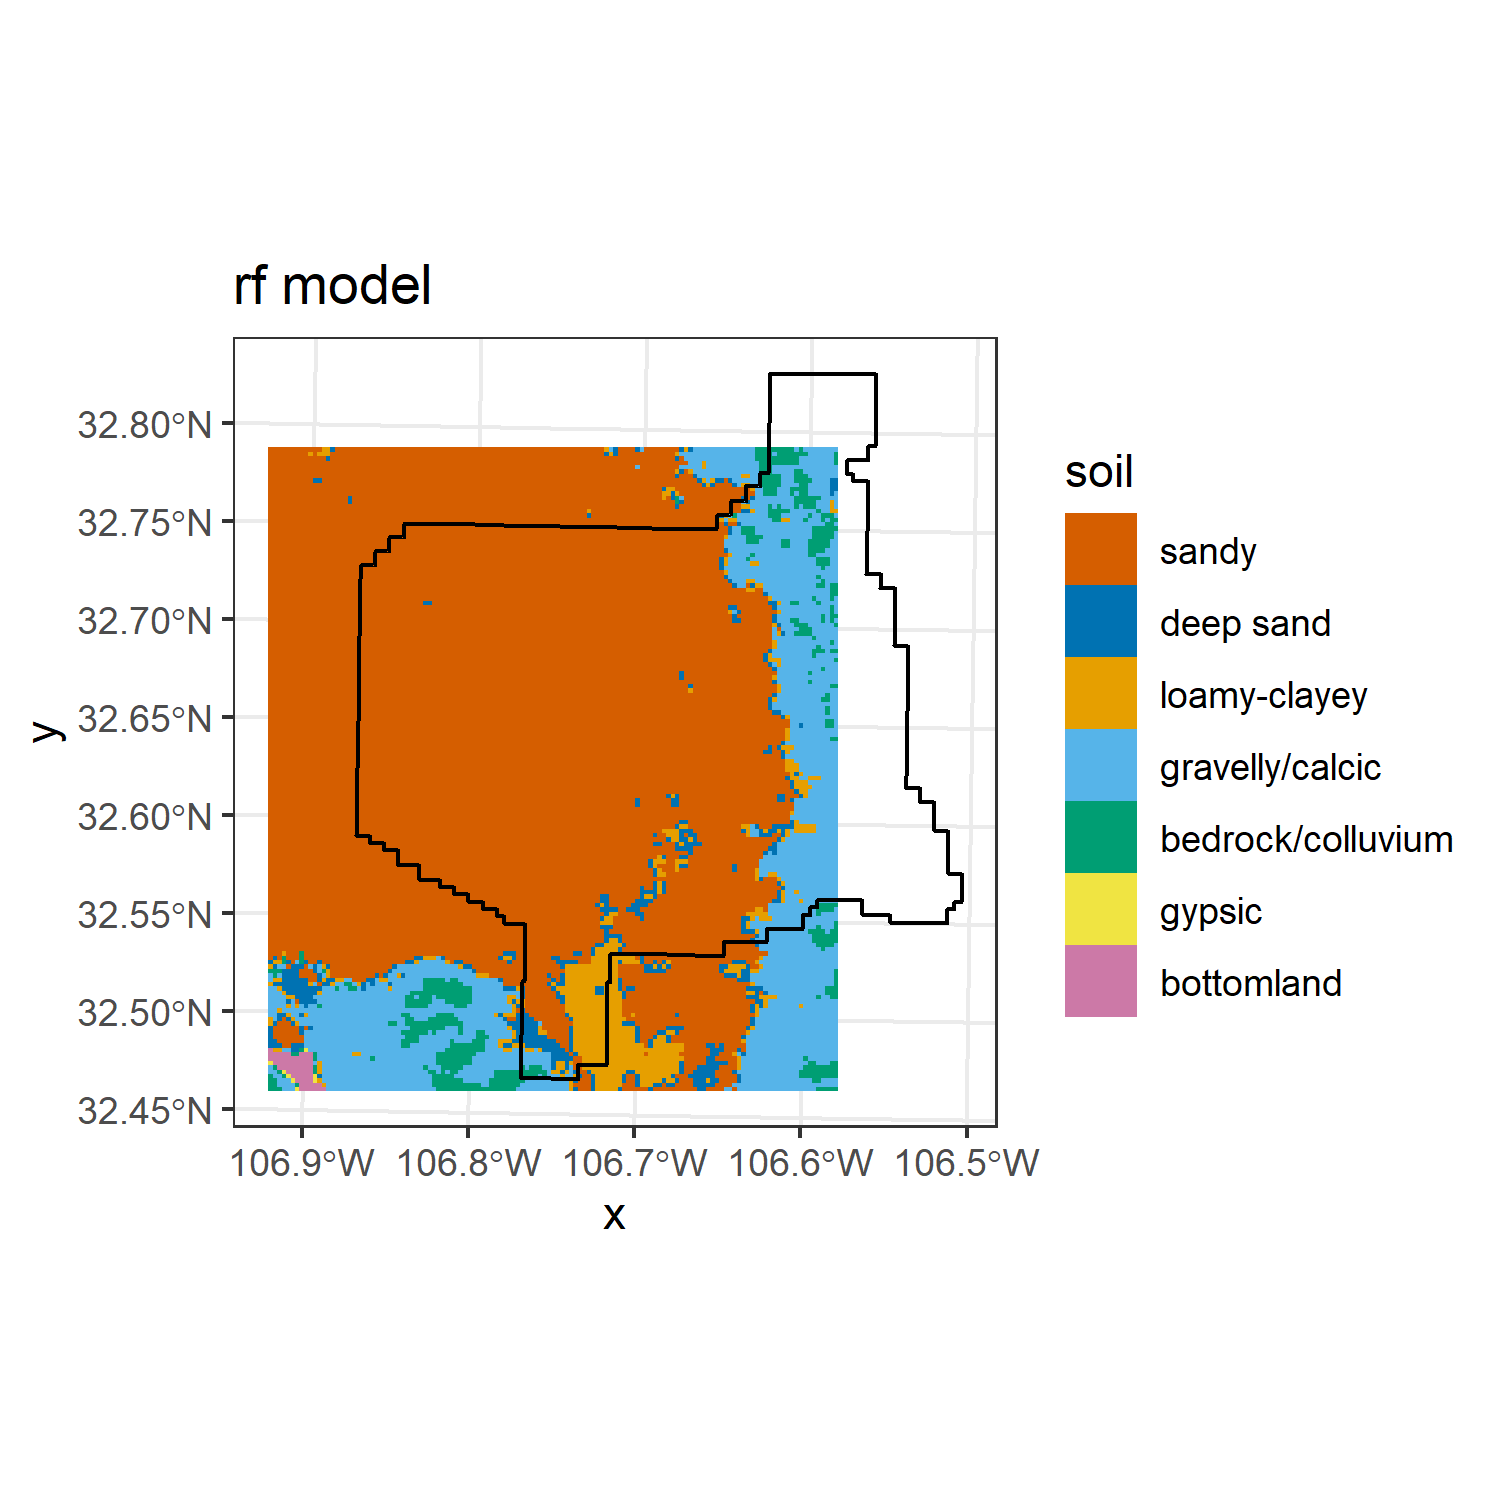 rf model
32.80°N
32.75°N
32.70°N
32.65°N
32.60°N
32.55°N
32.50°N
32.45°N
y
106.9°W 106.8°W 106.7°W 106.6°W 106.5°W
x
soil
sandy
deep sand
loamy-clayey
gravelly/calcic
bedrock/colluvium
gypsic
bottomland